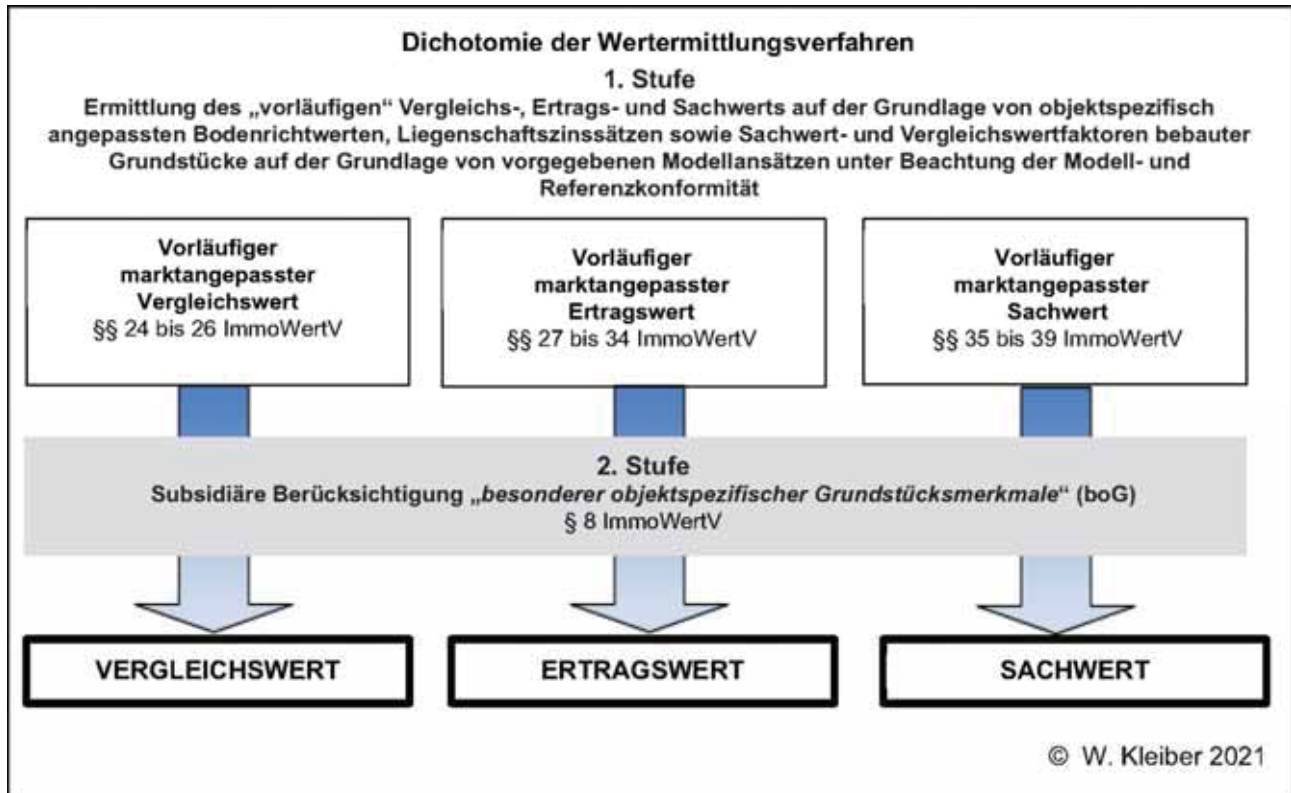 Dichotomie der Wertermittlungsverfahren
1. Stufe
Ermittlung des „vorläufigen“ Vergleichs-, Ertrags- und Sachwerts auf der Grundlage von objektspezifisch
angepassten Bodenrichtwerten, Liegenschaftszinssätzen sowie Sachwert- und Vergleichswertfaktoren bebauter
Grundstücke auf der Grundlage von vorgegebenen Modellansätzen unter Beachtung der Modell- und
Referenzkonformität
Vorläufiger
marktangepasster
Vergleichswert
§§ 24 bis 26 ImmoWertV
Vorläufiger
marktangepasster
Ertragswert
§§ 27 bis 34 ImmoWertV
Vorläufiger
marktangepasster
Sachwert
§§ 35 bis 39 ImmoWertV
2. Stufe
Subsidiäre Berücksichtigung „besonderer objektspezifischer Grundstücksmerkmale“ (boG)
§ 8 ImmoWertV
VERGLEICHSWERT
ERTRAGSWERT
SACHWERT
© W. Kleiber 2021